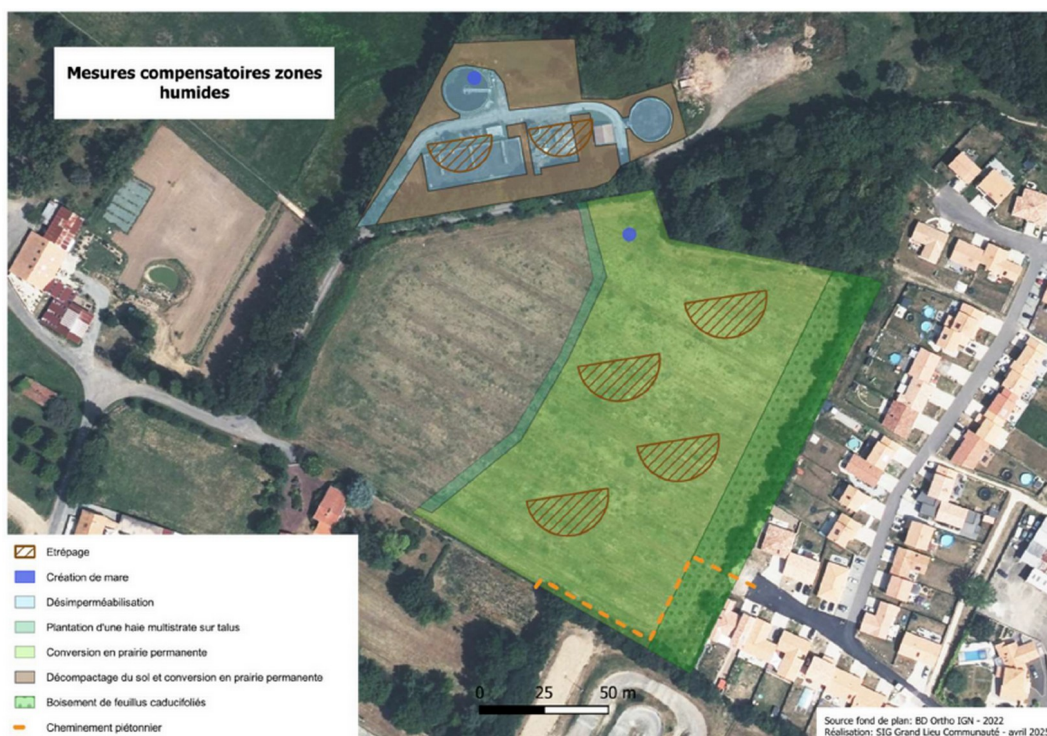 Mesures compensatoires zones
humides
Etrépage
Création de mare
Désimperméabilisation
Plantation d'une haie multistrate sur talus
Conversion en prairie permanente
Décompactage du sol et conversion en prairie permanente
Boisement de feuillus caducifoliés
Cheminement piétonnier
0 25 50 m
Source fond de plan: BD Ortho IGN - 2022
Réalisation: SIG Grand Lieu Communauté - avril 2025